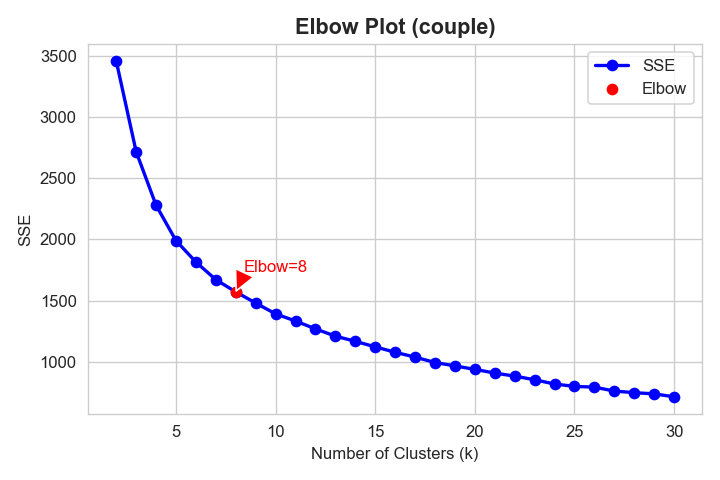 Elbow Plot (couple)
SSE
Elbow
3500
3000
2500
2000
1500
1000
SSE
Elbow=8
5 10 15 20 25 30
Number of Clusters (k)